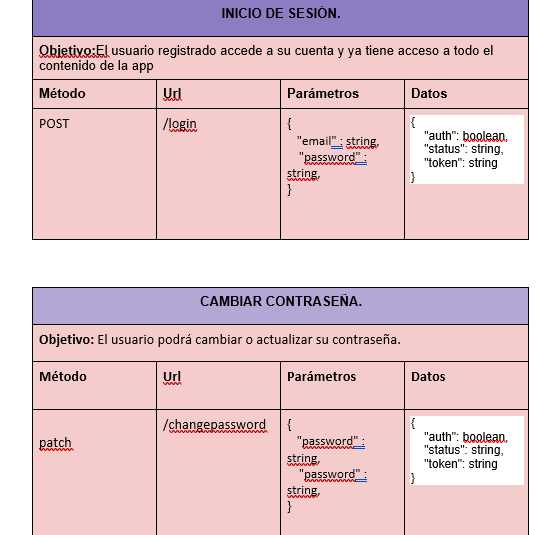 INICIO DE SESIÓN.
Objetivo:El usuario registrado accede a su cuenta y ya tiene acceso a todo el
contenido de la app
Método Url Parámetros Datos
POST
/login
{
"email" : string,
"password" :
string,
}
{
"auth": boolean,
"status": string,
"token": string
}
CAMBIAR CONTRASEÑA.
Objetivo: El usuario podrá cambiar o actualizar su contraseña.
Método Url Parámetros Datos
patch
/changepassword
{
"password" :
string,
"password" :
string,
}
{
"auth": boolean,
"status": string,
"token": string
}